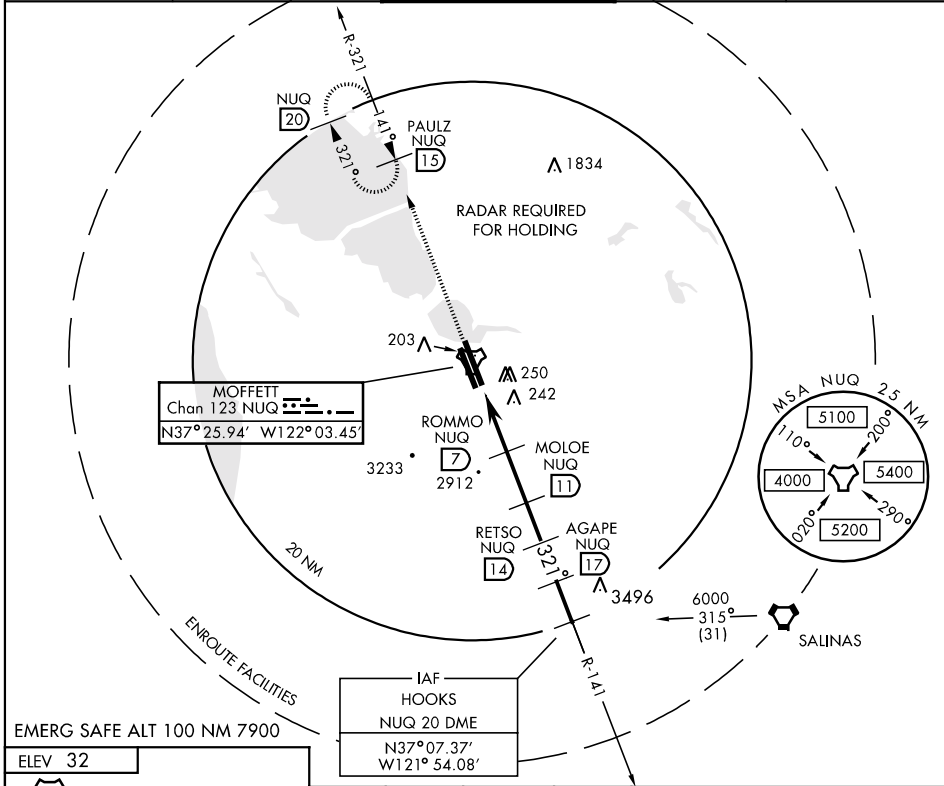 R-321
NUQ
20
141°
321°
PAULZ
NUQ
15
1834
RADAR REQUIRED
FOR HOLDING
203
250
242
MOFFETT
Chan 123 NUQ
N37°25.94' W122°03.45'
ROMMO
NUQ
7
3233
2912
MOLOE
NUQ
11
RETSO
NUQ
14
321°
AGAPE
NUQ
17
3496
20 NM
MSA NUQ 25 NM
5100
110°
200°
4000
5400
020°
290°
5200
6000
315°
(31)
SALINAS
ENROUTE FACILITIES
R-141
IAF
HOOKS
NUQ 20 DME
N37°07.37'
W121°54.08'
EMERG SAFE ALT 100 NM 7900
ELEV 32